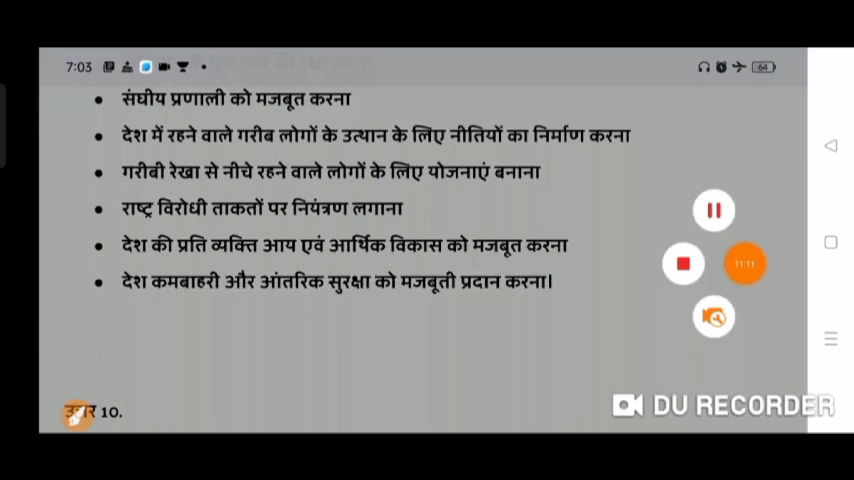 7:03
64
संघीय प्रणाली को मजबूत करना
देश में रहने वाले गरीब लोगों के उत्थान के लिए नीतियों का निर्माण करना
गरीबी रेखा से नीचे रहने वाले लोगों के लिए योजनाएं बनाना
राष्ट्र विरोधी ताकतों पर नियंत्रण लगाना
देश की प्रति व्यक्ति आय एवं आर्थिक विकास को मजबूत करना
देश कमबाहरी और आंतरिक सुरक्षा को मजबूती प्रदान करना।
11:11
उत्तर 10.
DU RECORDER